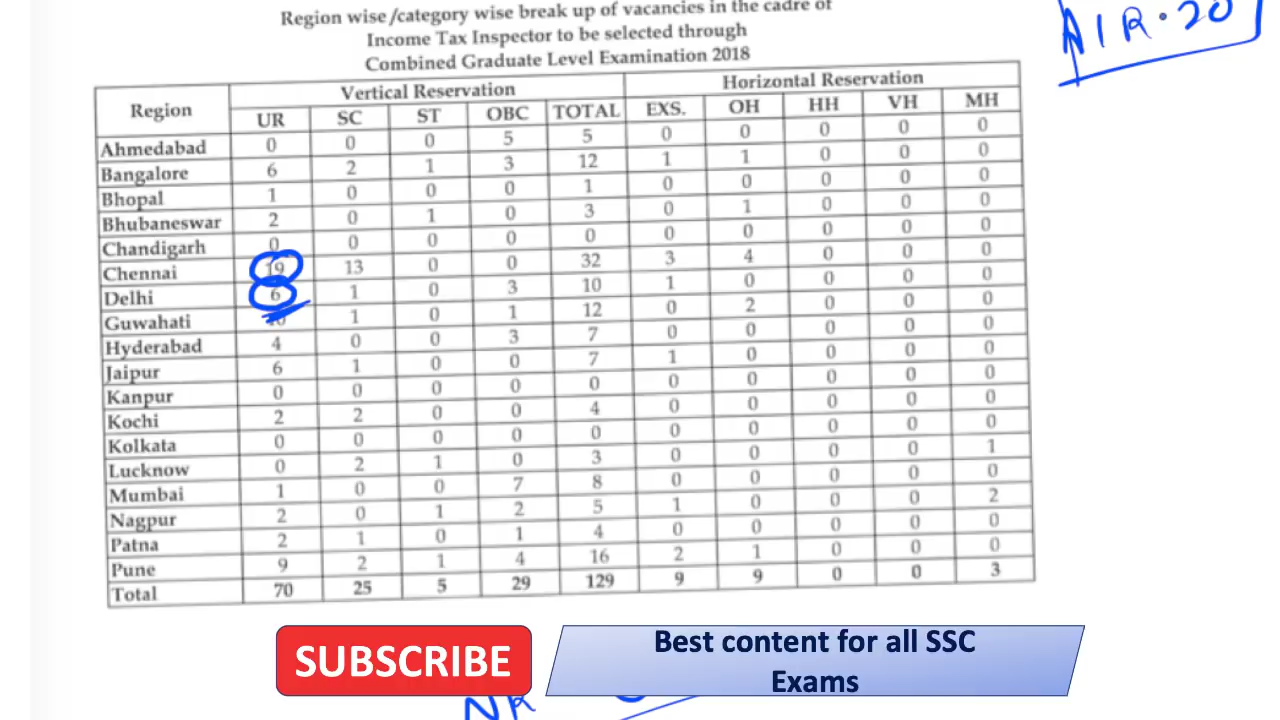 Region wise/category wise break up of vacancies in the cadre of
Income Tax Inspector to be selected through
Combined Graduate Level Examination 2018
AIR.20
Region Vertical Reservation Horizontal Reservation
UR SC ST OBC TOTAL EXS. OH HH VH MH
Ahmedabad 0 0 0 5 5 0 0 0 0 0
Bangalore 6 2 1 3 12 1 1 0 0 0
Bhopal 1 0 0 0 1 0 0 0 0 0
Bhubaneswar 2 0 1 0 3 0 1 0 0 0
Chandigarh 0 0 0 0 0 0 0 0 0 0
Chennai 19 13 0 0 32 3 4 0 0 0
Delhi 6 1 0 3 10 1 0 0 0 0
Guwahati 1 0 1 12 0 2 0 0 0
Hyderabad 4 0 0 3 7 0 0 0 0 0
Jaipur 6 1 0 0 7 1 0 0 0 0
Kanpur 0 0 0 0 0 0 0 0 0 0
Kochi 2 2 0 0 4 0 0 0 0 0
Kolkata 0 0 0 0 0 0 0 0 0 0
Lucknow 0 2 1 0 3 0 0 0 0 1
Mumbai 1 0 0 7 8 0 0 0 0 0
Nagpur 2 0 1 2 5 1 0 0 0 2
Patna 2 1 0 1 4 0 0 0 0 0
Pune 9 2 1 4 16 2 1 0 0 0
Total 70 25 5 29 129 9 9 0 0 3
SUBSCRIBE
Best content for all SSC
Exams
NR